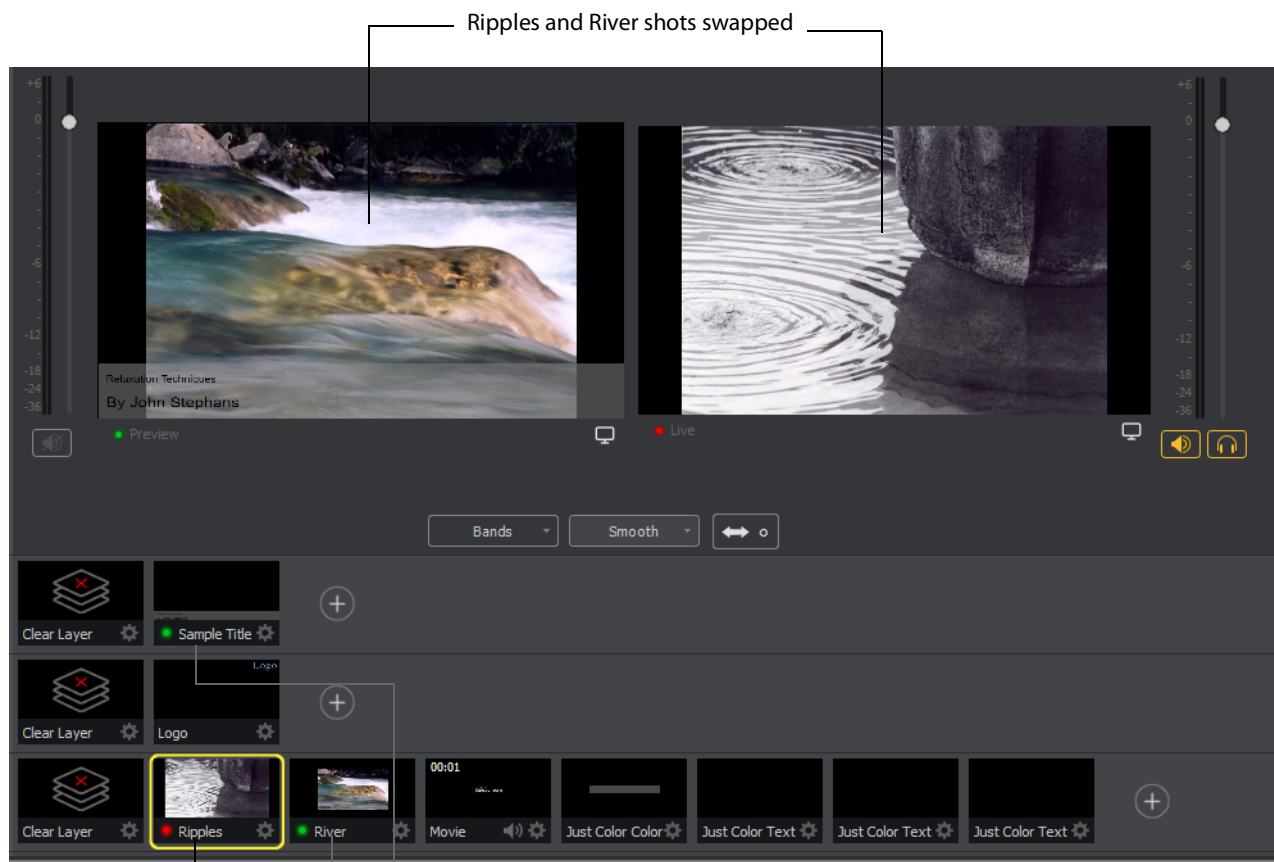 Ripples and River shots swapped
+6
-
0
-
-
-
-6
-
-12
-
-18
-24
-36
+6
-
0
-
-
-
-6
-
-12
-
-18
-24
-36
Relaxation Techniques
By John Stephans
Preview
Live
Bands
Smooth
Clear Layer
Sample Title
Logo
Clear Layer
Logo
00:01
Clear Layer
Ripples
River
Movie
Just Color Color
Just Color Text
Just Color Text
Just Color Text